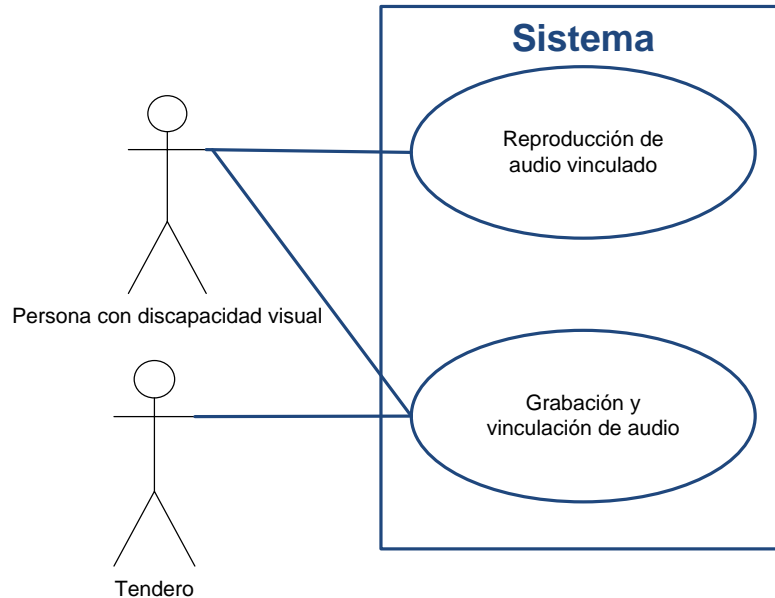 Sistema
Reproducción de
audio vinculado
Persona con discapacidad visual
Grabación y
vinculación de audio
Tendero